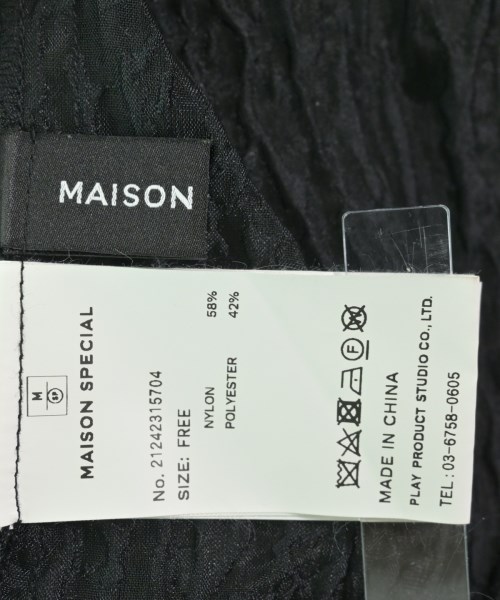 MAISON
M
SP
MAISON SPECIAL
No. 21242315704
SIZE: FREE
NYLON 58%
POLYESTER 42%
F
MADE IN CHINA
PLAY PRODUCT STUDIO CO., LTD.
TEL : 03-6758-0605